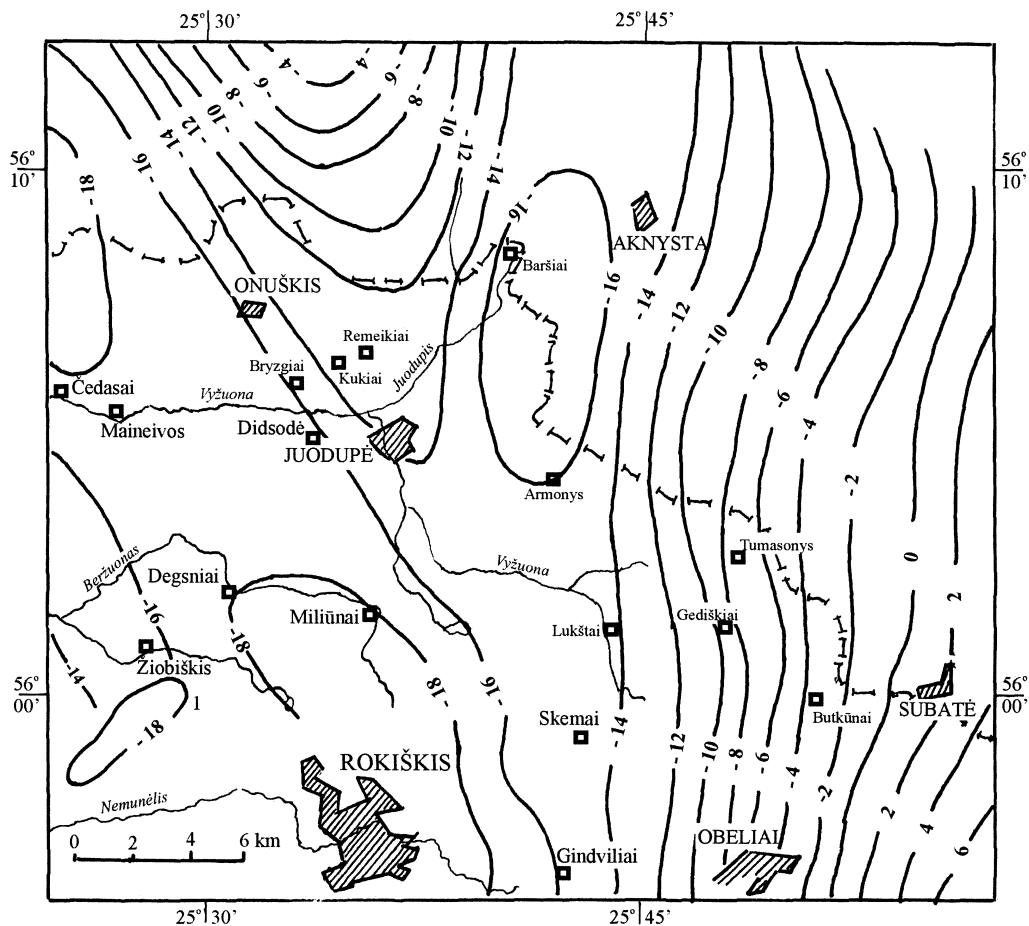 25° 30’ 25° 45’
- 4 - 4
- 6 - 6
- 8 - 8
- 10 - 10
- 12 - 12
- 14 - 14
- 16
56°
10’
56°
10’
- 18
- 16
AKNYSTA
Baršiai
ONUŠKIS
- 16
- 14
- 12
- 10
- 8
- 6
- 4
- 2
0
2
Remeikiai
Bryzgiai
Kukiai
Juodupis
Čedasai
Vyžuona
Maineivos
Didsodė
JUODUPĖ
Armonys
Tumasonys
Beržuonas
Degsniai
Vyžuona
-16
Miliūnai
-18
Lukštai
Gediškiai
Žiobiškis
-14
- 18
- 16
56°
00’
56°
00’
1
SUBATĖ
Butkūnai
Skemai
- 18
- 14
- 12
- 10
- 8
- 6
- 4
-2
2
4
6
ROKIŠKIS
Nemunėlis
0 2 4 6 km
OBELIAI
Gindviliai
25°130’ 25°45’